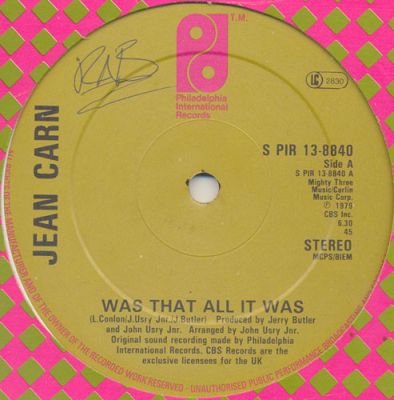 T.M.
RAB
Philadelphia
International
Records
LC
2830
JEAN CARN
S PIR 13-8840
Side A
S PIR 13-8840 A
Mighty Three
Music/Carlin
Music Corp.
℗ 1979
CBS Inc.
6.30
45
STEREO
MCPS/BIEM
WAS THAT ALL IT WAS
(L.Conlon/J.Usry Jnr./J.Butler) Produced by Jerry Butler
and John Usry Jnr. Arranged by John Usry Jnr.
Original sound recording made by Philadelphia
International Records. CBS Records are the
exclusive licensees for the UK
MANUFACTURER AND OF THE OWNER OF THE RECORDED WORK RESERVED - UNAUTHORISED PUBLIC PERFORMANCE BROADCASTING